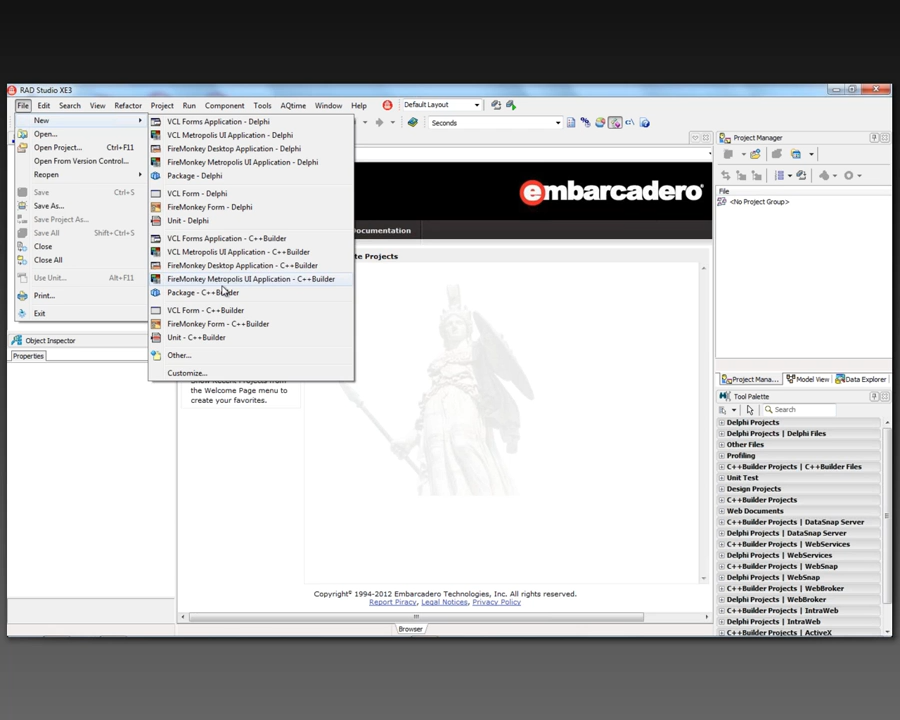 RAD Studio XE3
File Edit Search View Refactor Project Run Component Tools AQtime Window Help
Default Layout
Seconds
New
Open...
Open Project... Ctrl+F11
Open From Version Control...
Reopen
Save Ctrl+S
Save As...
Save Project As...
Save All Shift+Ctrl+S
Close
Close All
Use Unit... Alt+F11
Print...
Exit
VCL Forms Application - Delphi
VCL Metropolis UI Application - Delphi
FireMonkey Desktop Application - Delphi
FireMonkey Metropolis UI Application - Delphi
Package - Delphi
VCL Form - Delphi
FireMonkey Form - Delphi
Unit - Delphi
VCL Forms Application - C++Builder
VCL Metropolis UI Application - C++Builder
FireMonkey Desktop Application - C++Builder
FireMonkey Metropolis UI Application - C++Builder
Package - C++Builder
VCL Form - C++Builder
FireMonkey Form - C++Builder
Unit - C++Builder
Other...
Customize...
Object Inspector
Properties
embarcadero
Documentation
Projects
from the Welcome
Page menu to
create your favorites.
Copyright® 1994-2012 Embarcadero Technologies, Inc. All rights reserved.
Report Piracy, Legal Notices, Privacy Policy
Browser
Project Manager
File
<No Project Group>
Project Mana...
Model View
Data Explorer
Tool Palette
Search
Delphi Projects
Delphi Projects | Delphi Files
Other Files
Profiling
C++Builder Projects | C++Builder Files
Unit Test
Design Projects
C++Builder Projects
Web Documents
C++Builder Projects | DataSnap Server
Delphi Projects | DataSnap Server
C++Builder Projects | WebServices
Delphi Projects | WebServices
C++Builder Projects | WebSnap
Delphi Projects | WebSnap
C++Builder Projects | WebBroker
Delphi Projects | WebBroker
C++Builder Projects | IntraWeb
Delphi Projects | IntraWeb
C++Builder Projects | ActiveX